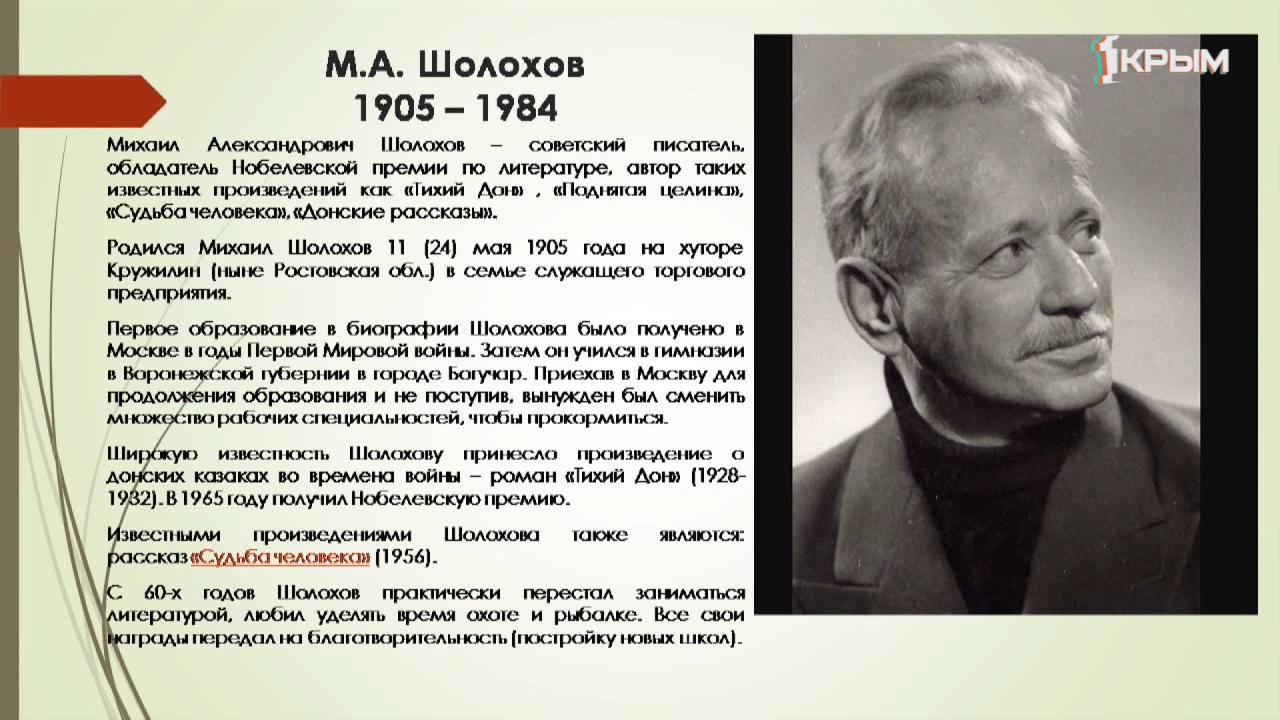 М.А. Шолохов
1905 – 1984
Михаил Александрович Шолохов – советский писатель,
обладатель Нобелевской премии по литературе, автор таких
известных произведений как «Тихий Дон» , «Поднятая целина»,
«Судьба человека», «Донские рассказы».
Родился Михаил Шолохов 11 (24) мая 1905 года на хуторе
Кружилин (ныне Ростовская обл.) в семье служащего торгового
предприятия.
Первое образование в биографии Шолохова было получено в
Москве в годы Первой Мировой войны. Затем он учился в гимназии
в Воронежской губернии в городе Богучар. Приехав в Москву для
продолжения образования и не поступив, вынужден был сменить
множество рабочих специальностей, чтобы прокормиться.
Широкую известность Шолохову принесло произведение о
донских казаках во времена войны – роман «Тихий Дон» (1928-
1932). В 1965 году получил Нобелевскую премию.
Известными произведениями Шолохова также являются:
рассказ «Судьба человека» (1956).
С 60-х годов Шолохов практически перестал заниматься
литературой, любил уделять время охоте и рыбалке. Все свои
награды передал на благотворительность (постройку новых школ).
1КРЫМ